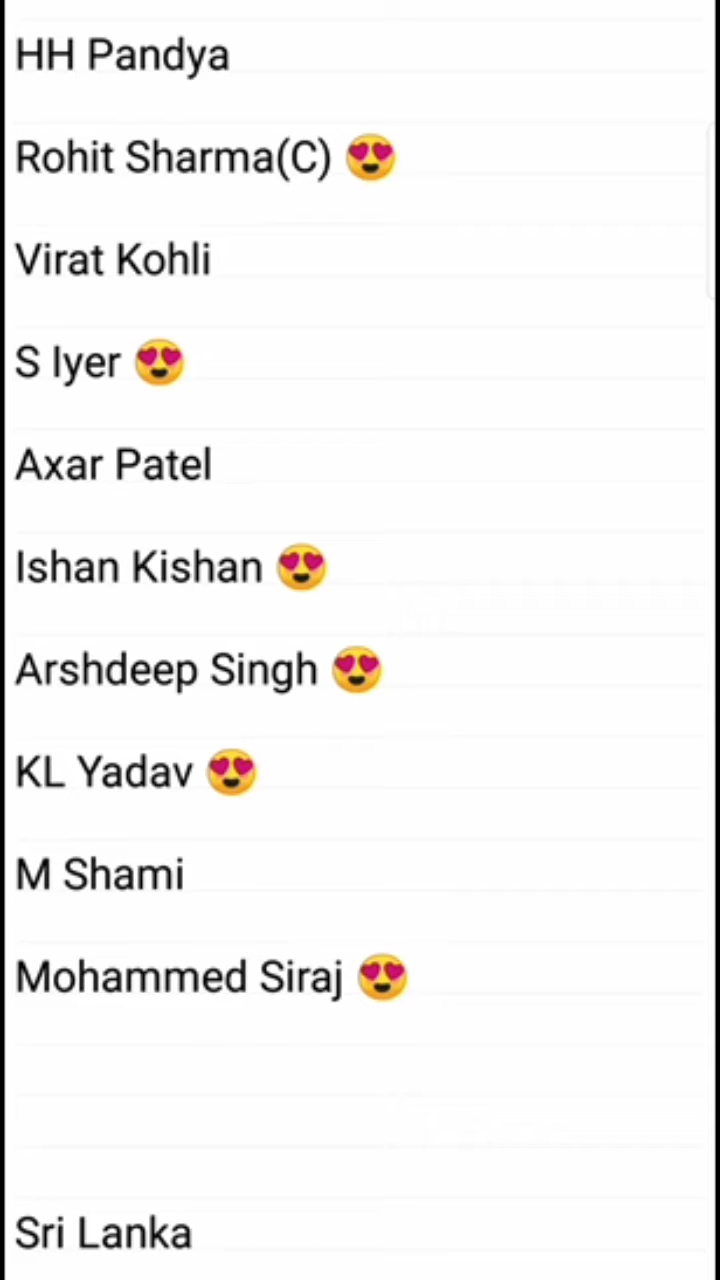 HH Pandya
Rohit Sharma(C) 😍
Virat Kohli
S Iyer 😍
Axar Patel
Ishan Kishan 😍
Arshdeep Singh 😍
KL Yadav 😍
M Shami
Mohammed Siraj 😍
Sri Lanka